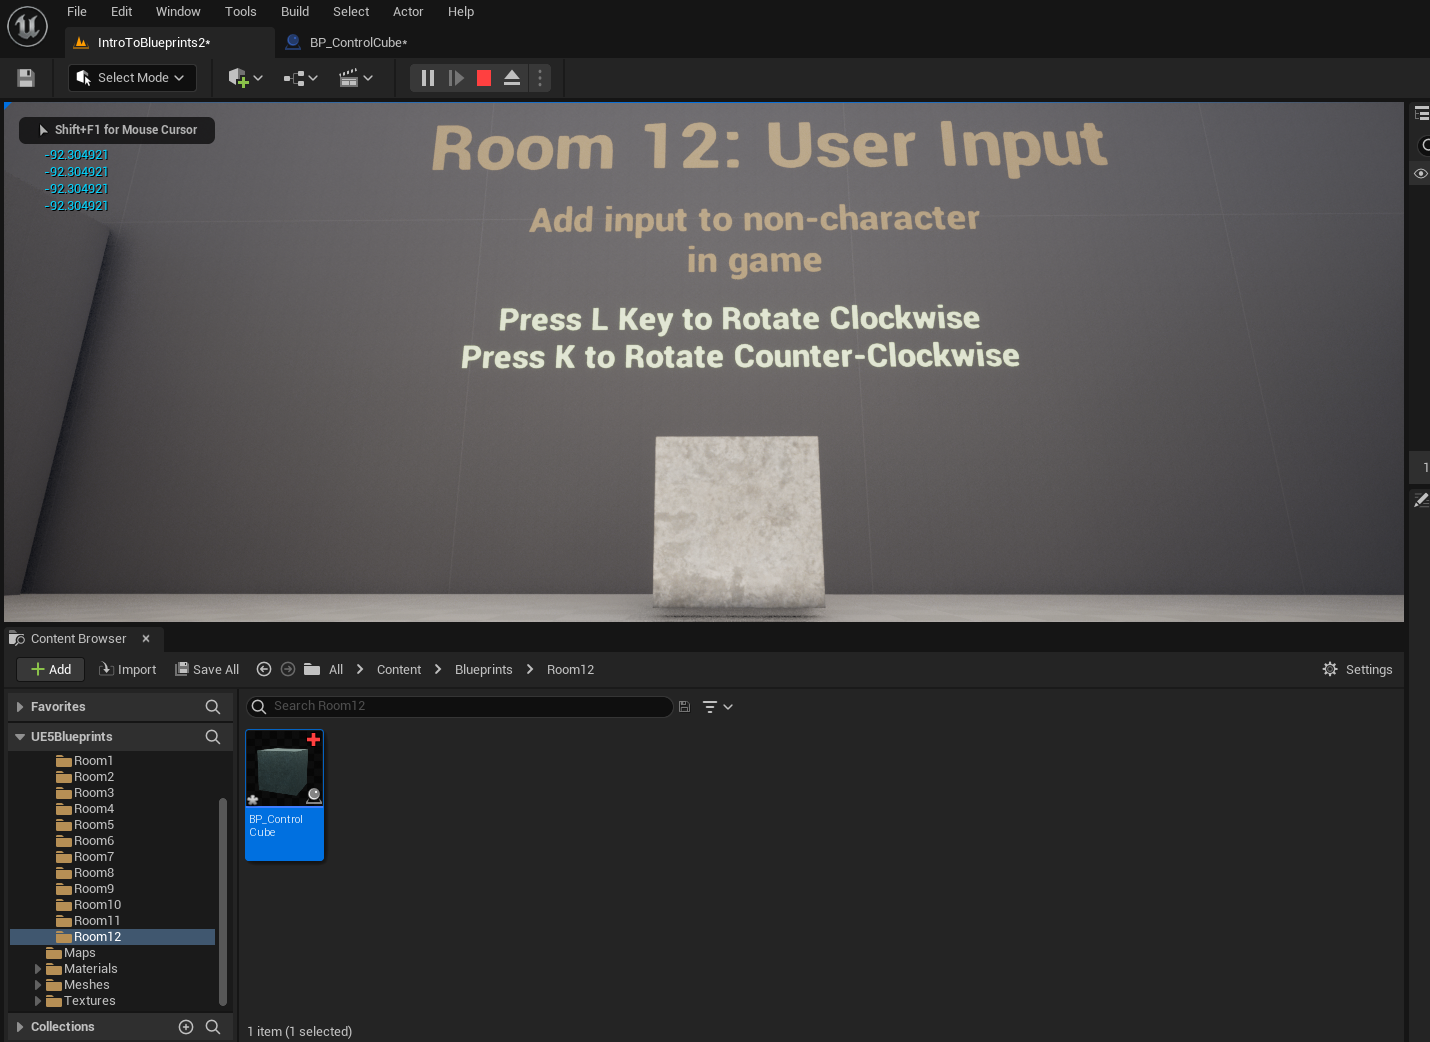 File Edit Window Tools Build Select Actor Help
IntroToBlueprints2* BP_ControlCube*
Select Mode
Shift+F1 for Mouse Cursor
-92.304921
-92.304921
-92.304921
-92.304921
Room 12: User Input
Add input to non-character
in game
Press L Key to Rotate Clockwise
Press K to Rotate Counter-Clockwise
1
Content Browser
Add Import Save All All Content Blueprints Room12 Settings
Favorites
Search Room12
UE5Blueprints
Room1
Room2
Room3
Room4
Room5
Room6
Room7
Room8
Room9
Room10
Room11
Room12
Maps
Materials
Meshes
Textures
Collections
BP_Control
Cube
1 item (1 selected)